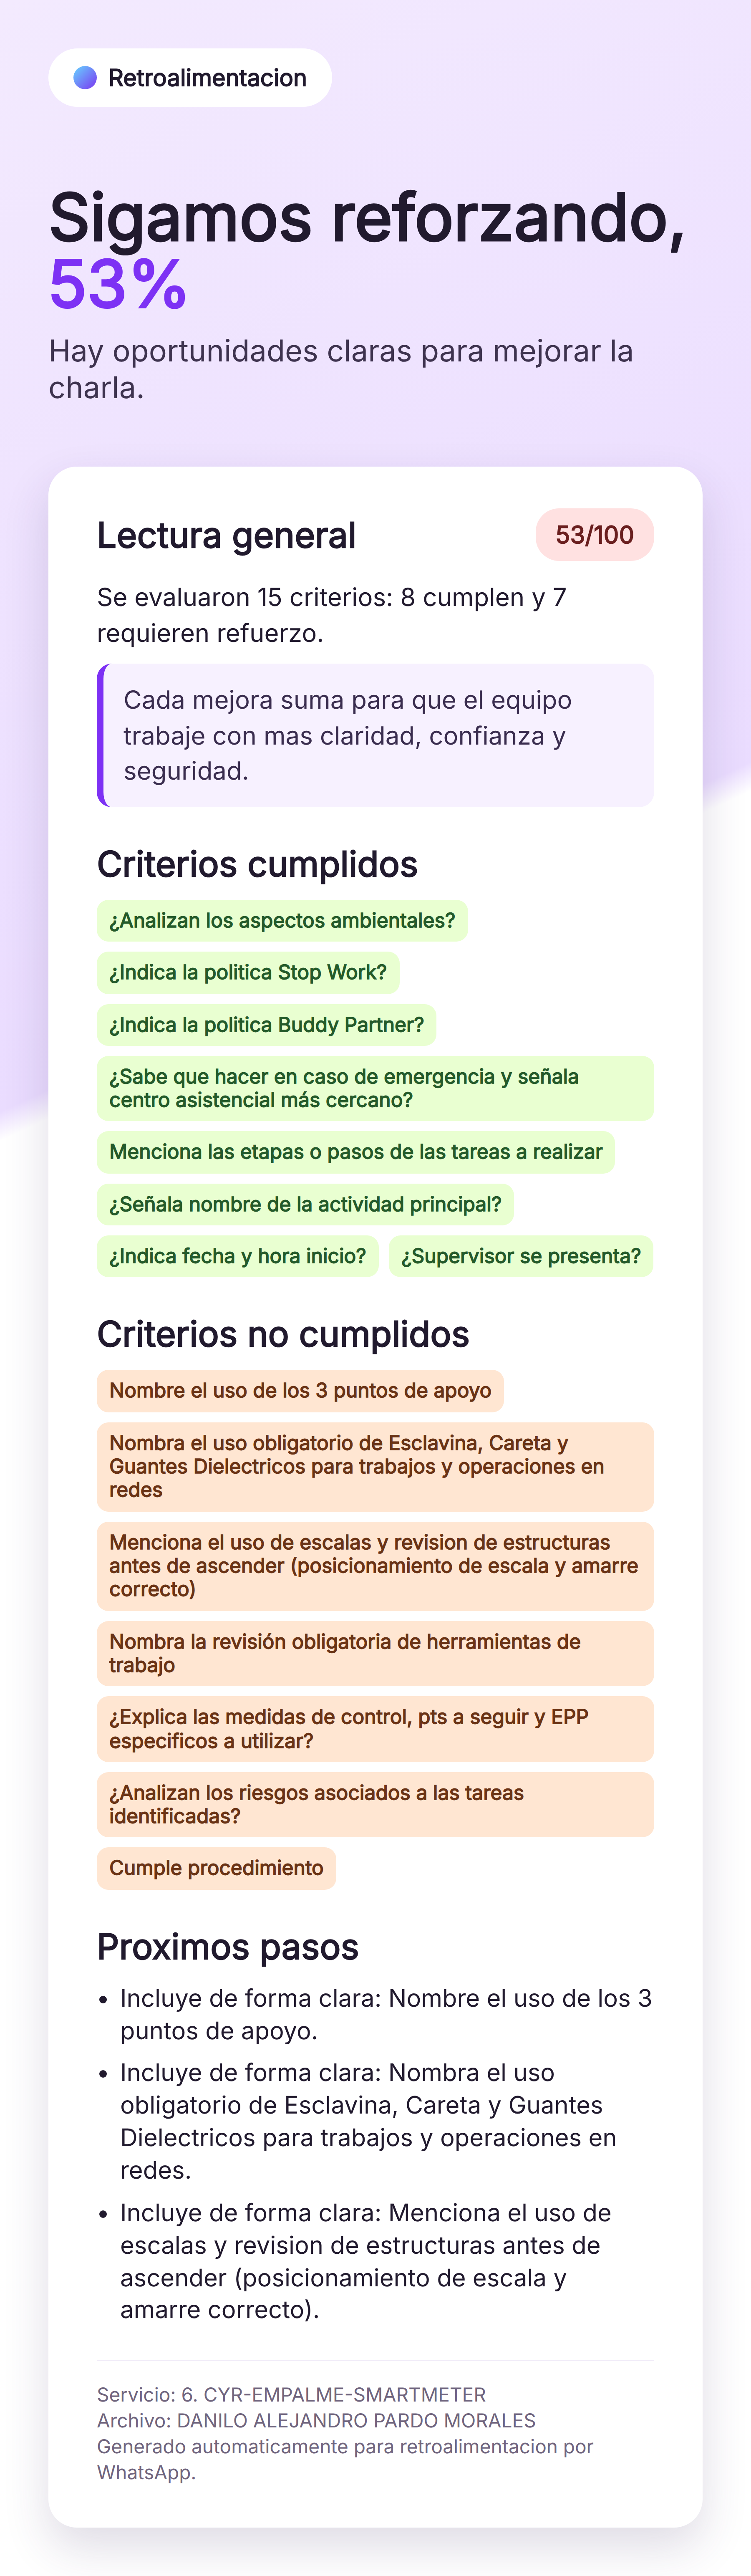 Retroalimentacion
Sigamos reforzando,
53%
Hay oportunidades claras para mejorar la
charla.
Lectura general
53/100
Se evaluaron 15 criterios: 8 cumplen y 7
requieren refuerzo.
Cada mejora suma para que el equipo
trabaje con mas claridad, confianza y
seguridad.
Criterios cumplidos
¿Analizan los aspectos ambientales?
¿Indica la politica Stop Work?
¿Indica la politica Buddy Partner?
¿Sabe que hacer en caso de emergencia y señala
centro asistencial más cercano?
Menciona las etapas o pasos de las tareas a realizar
¿Señala nombre de la actividad principal?
¿Indica fecha y hora inicio? ¿Supervisor se presenta?
Criterios no cumplidos
Nombre el uso de los 3 puntos de apoyo
Nombra el uso obligatorio de Esclavina, Careta y
Guantes Dielectricos para trabajos y operaciones en
redes
Menciona el uso de escalas y revision de estructuras
antes de ascender (posicionamiento de escala y amarre
correcto)
Nombra la revisión obligatoria de herramientas de
trabajo
¿Explica las medidas de control, pts a seguir y EPP
especificos a utilizar?
¿Analizan los riesgos asociados a las tareas
identificadas?
Cumple procedimiento
Proximos pasos
• Incluye de forma clara: Nombre el uso de los 3
puntos de apoyo.
• Incluye de forma clara: Nombra el uso
obligatorio de Esclavina, Careta y Guantes
Dielectricos para trabajos y operaciones en
redes.
• Incluye de forma clara: Menciona el uso de
escalas y revision de estructuras antes de
ascender (posicionamiento de escala y
amarre correcto).
Servicio: 6. CYR-EMPALME-SMARTMETER
Archivo: DANILO ALEJANDRO PARDO MORALES
Generado automaticamente para retroalimentacion por
WhatsApp.